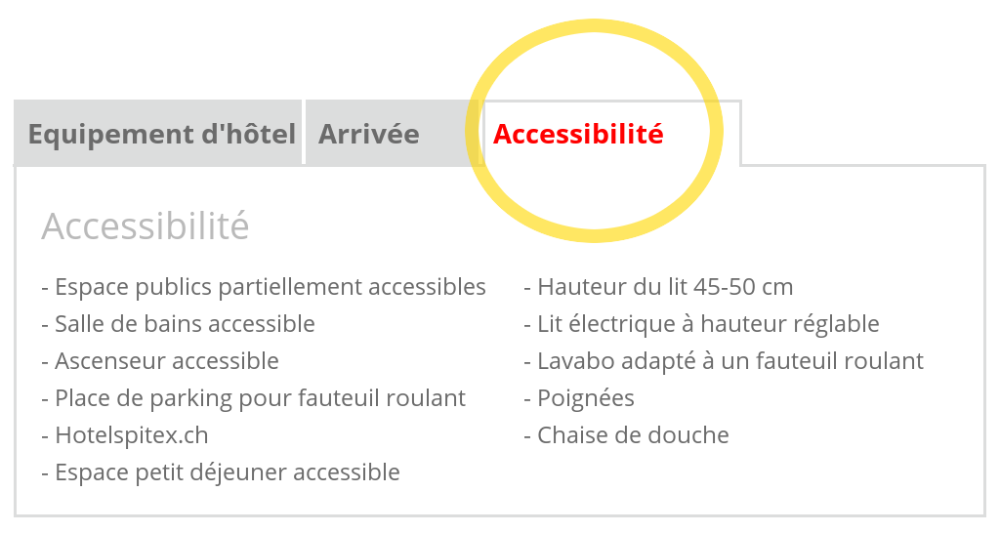 Equipement d'hôtel
Arrivée
Accessibilité
Accessibilité
- Espace publics partiellement accessibles
- Salle de bains accessible
- Ascenseur accessible
- Place de parking pour fauteuil roulant
- Hotelspitex.ch
- Espace petit déjeuner accessible
- Hauteur du lit 45-50 cm
- Lit électrique à hauteur réglable
- Lavabo adapté à un fauteuil roulant
- Poignées
- Chaise de douche